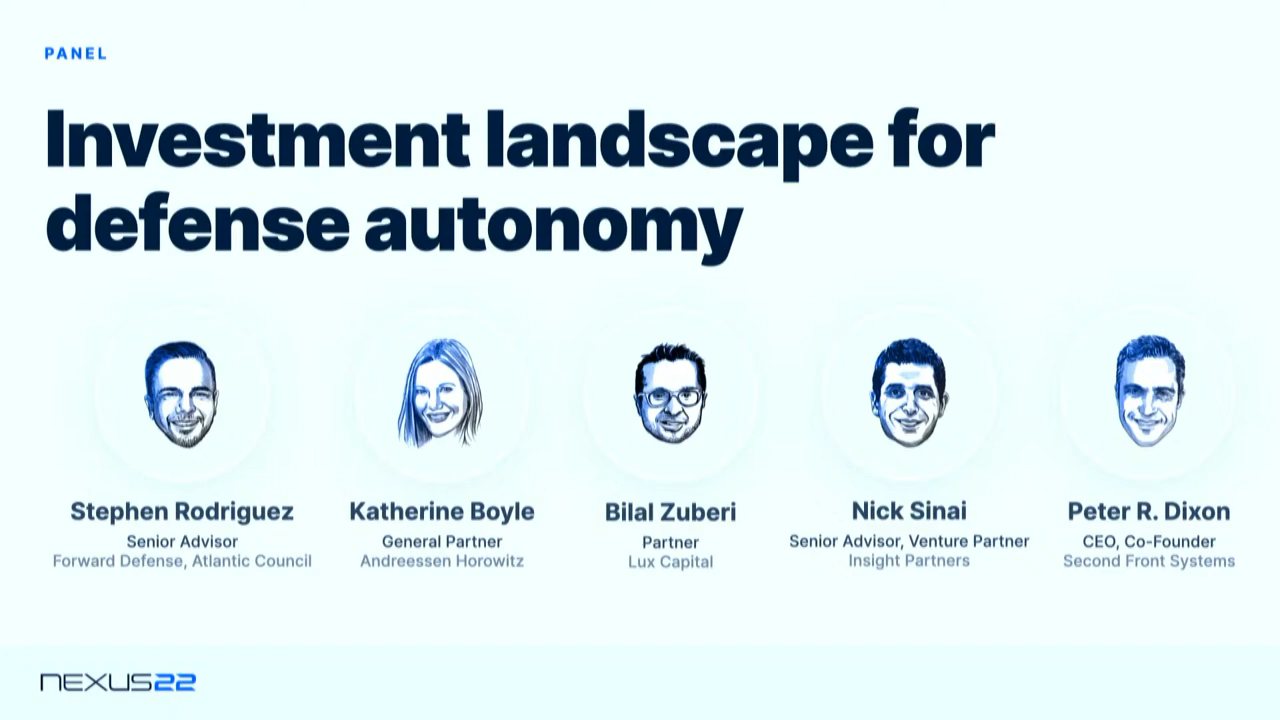 PANEL
Investment landscape for
defense autonomy
Stephen Rodriguez
Senior Advisor
Forward Defense, Atlantic Council
Katherine Boyle
General Partner
Andreessen Horowitz
Bilal Zuberi
Partner
Lux Capital
Nick Sinai
Senior Advisor, Venture Partner
Insight Partners
Peter R. Dixon
CEO, Co-Founder
Second Front Systems
NEXUS22